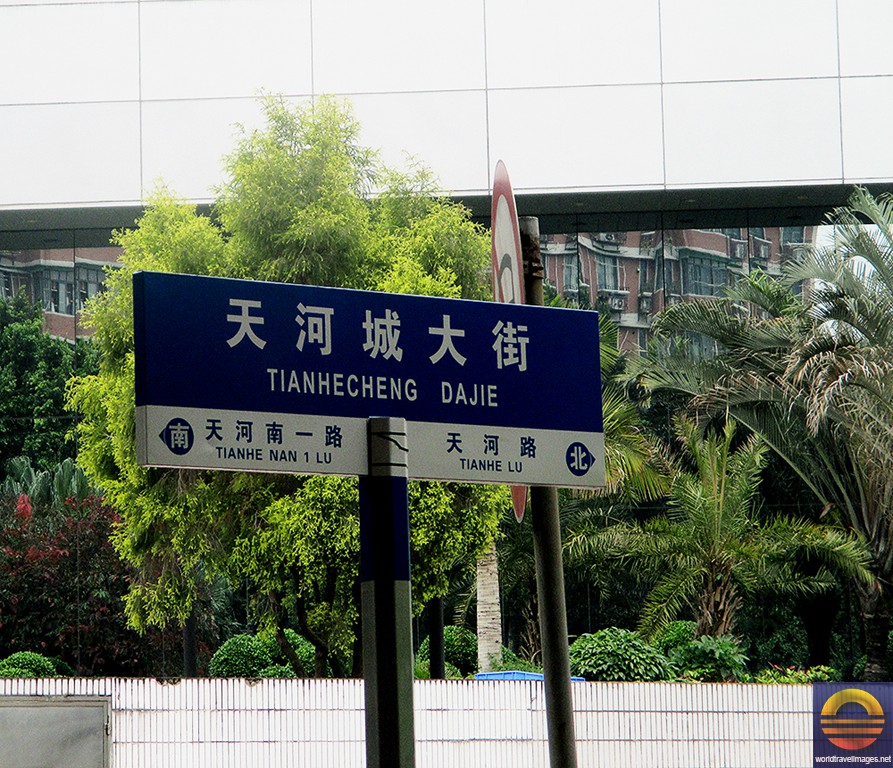 天河城大街
TIANHECHENG DAJIE
南 天河南一路 天河路 北
TIANHE NAN 1 LU TIANHE LU
worldtravelimages.net